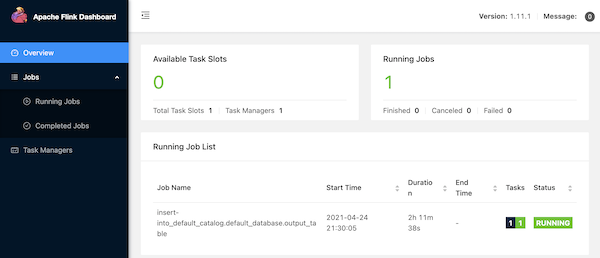 Apache Flink Dashboard
Version: 1.11.1 Message: 0
Overview
Jobs
Running Jobs
Completed Jobs
Task Managers
Available Task Slots
0
Total Task Slots 1 Task Managers 1
Running Jobs
1
Finished 0 Canceled 0 Failed 0
Running Job List
Job Name Start Time Duratio
n End
Time Tasks Status
insert-
into_default_catalog.default_database.output_ta
ble
2021-04-24
21:30:05
2h 11m
38s
-
1 1
RUNNING